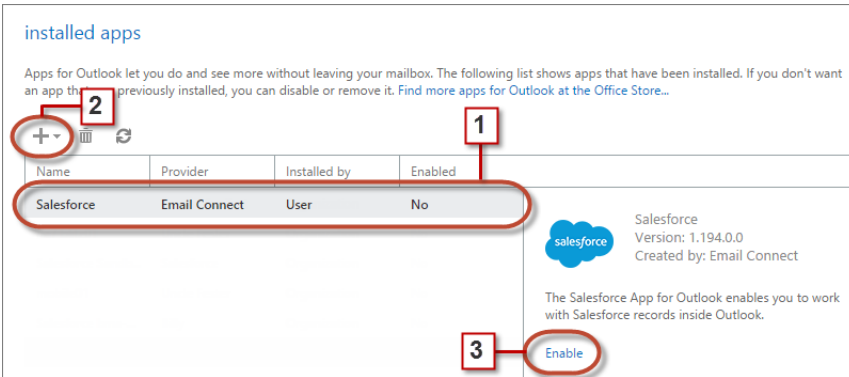 installed apps
Apps for Outlook let you do and see more without leaving your mailbox. The following list shows apps that have been installed. If you don't want
an app previously installed, you can disable or remove it. Find more apps for Outlook at the Office Store...
2
1
Name Provider Installed by Enabled
Salesforce Email Connect User No
salesforce
Salesforce
Version: 1.194.0.0
Created by: Email Connect
The Salesforce App for Outlook enables you to work
with Salesforce records inside Outlook.
3
Enable